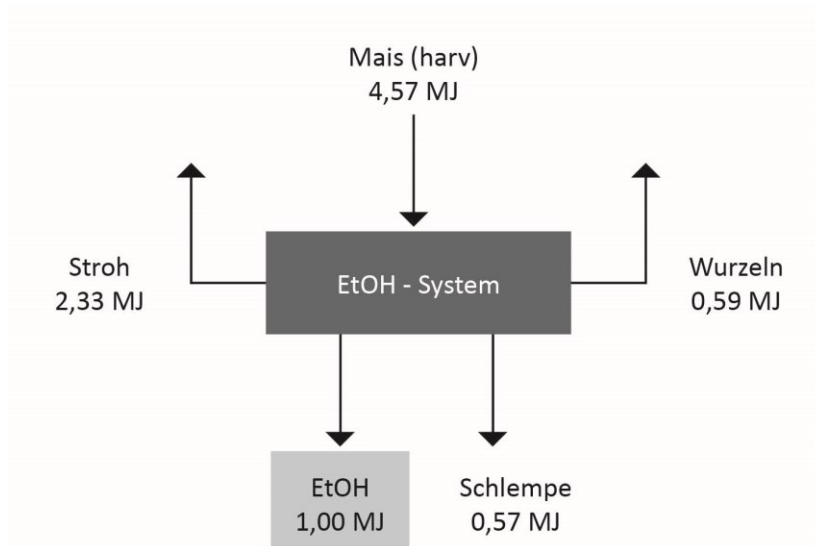 Mais (harv)
4,57 MJ
Stroh
2,33 MJ
EtOH - System
Wurzeln
0,59 MJ
EtOH
1,00 MJ
Schlempe
0,57 MJ